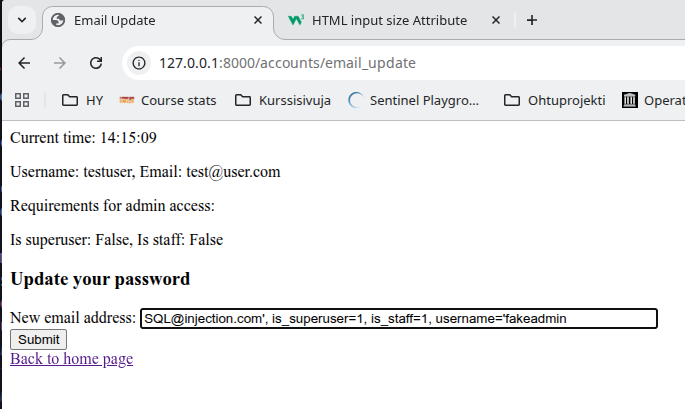 Email Update
HTML input size Attribute
127.0.0.1:8000/accounts/email_update
HY Course stats Kurssisivuja Sentinel Playgro... Ohtuprojekti Operat
Current time: 14:15:09
Username: testuser, Email: test@user.com
Requirements for admin access:
Is superuser: False, Is staff: False
Update your password
New email address: SQL@injection.com', is_superuser=1, is_staff=1, username='fakeadmin
Submit
Back to home page